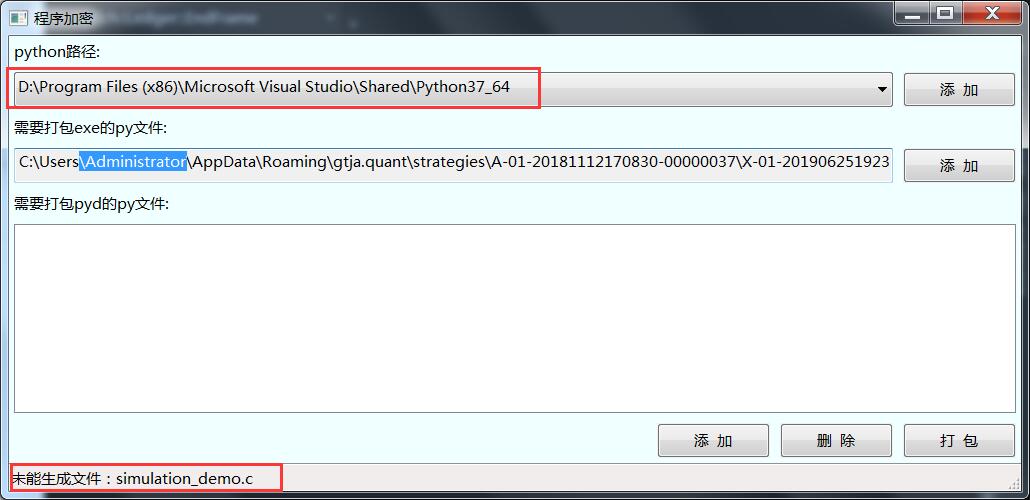 程序加密
python路径:
D:\Program Files (x86)\Microsoft Visual Studio\Shared\Python37_64
添 加
需要打包exe的py文件:
C:\Users\Administrator\AppData\Roaming\gtja.quant\strategies\A-01-20181112170830-00000037\X-01-201906251923
添 加
需要打包pyd的py文件:
添 加 删 除 打 包
未能生成文件：simulation_demo.c